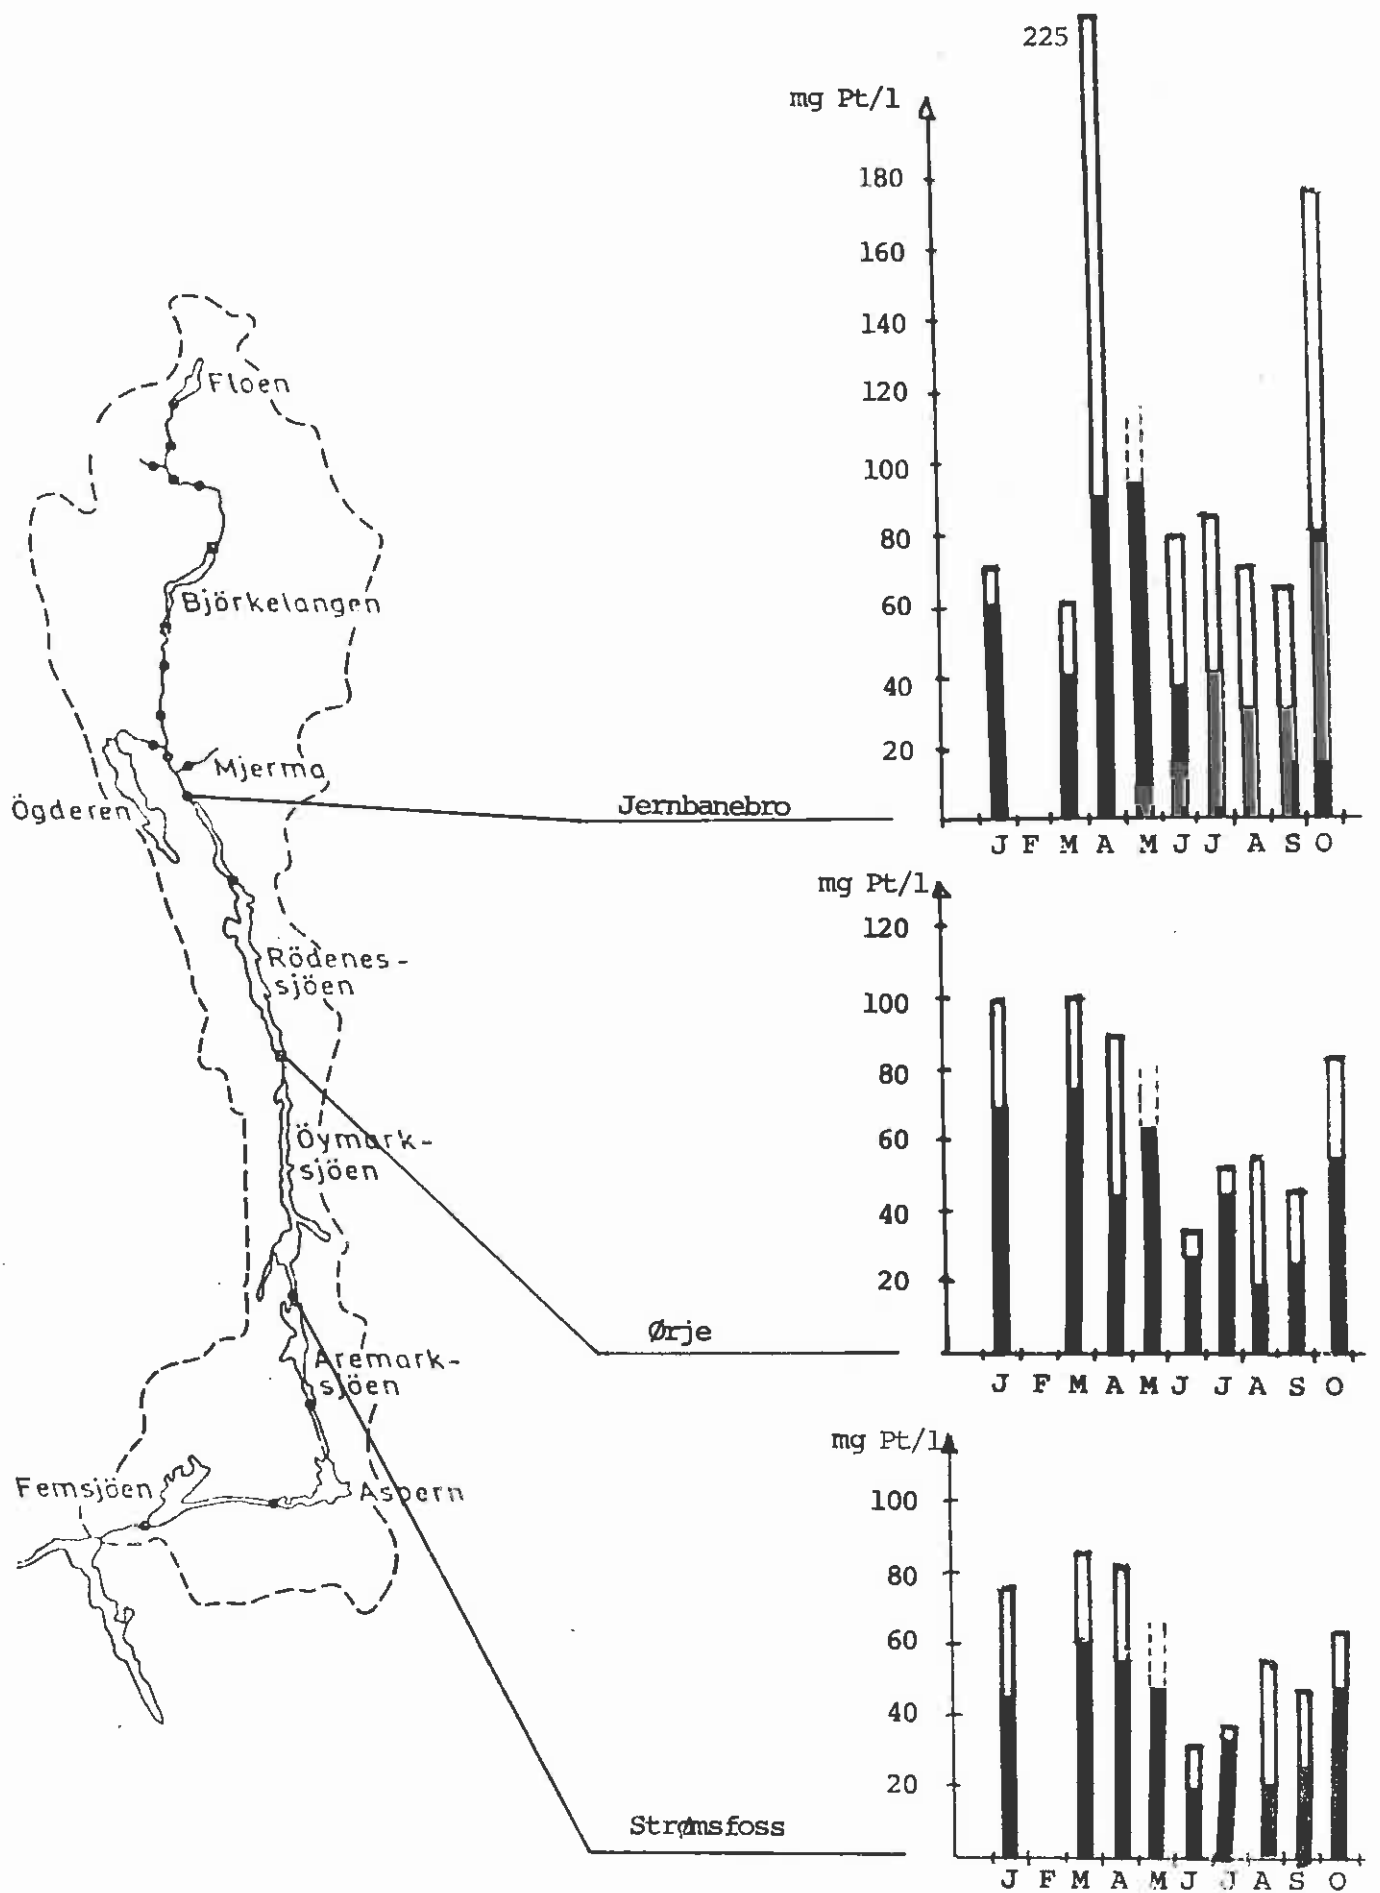 225
mg Pt/l
180
160
140
120
100
80
60
40
20
J F M A M J J A S O
Floen
Björkelangen
Mjerma
Ögderen
Jernbanebro
mg Pt/l
120
100
80
60
40
20
J F M A M J J A S O
Rödenes-
sjöen
Öymark-
sjöen
Ørje
mg Pt/l
100
80
60
40
20
J F M A M J J A S O
Aremark-
sjöen
Femsjöen
Aspern
Strømsfoss